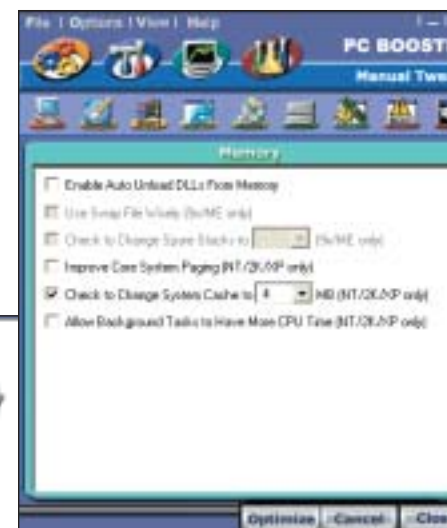 File | Options | View | Help
PC BOOST
Manual Twe
Memory
Enable Auto Unload DLLs From Memory
Use Swap File Wisely (9x/ME only)
Check to Change Spare Stacks to (9x/ME only)
Improve Core System Paging (NT/2K/XP only)
Check to Change System Cache to 4 MB (NT/2K/XP only)
Allow Background Tasks to Have More CPU Time (NT/2K/XP only)
Optimize Cancel Clos